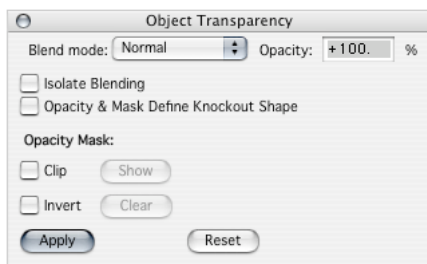 Object Transparency
Blend mode: Normal Opacity: +100. %
Isolate Blending
Opacity & Mask Define Knockout Shape
Opacity Mask:
Clip Show
Invert Clear
Apply Reset